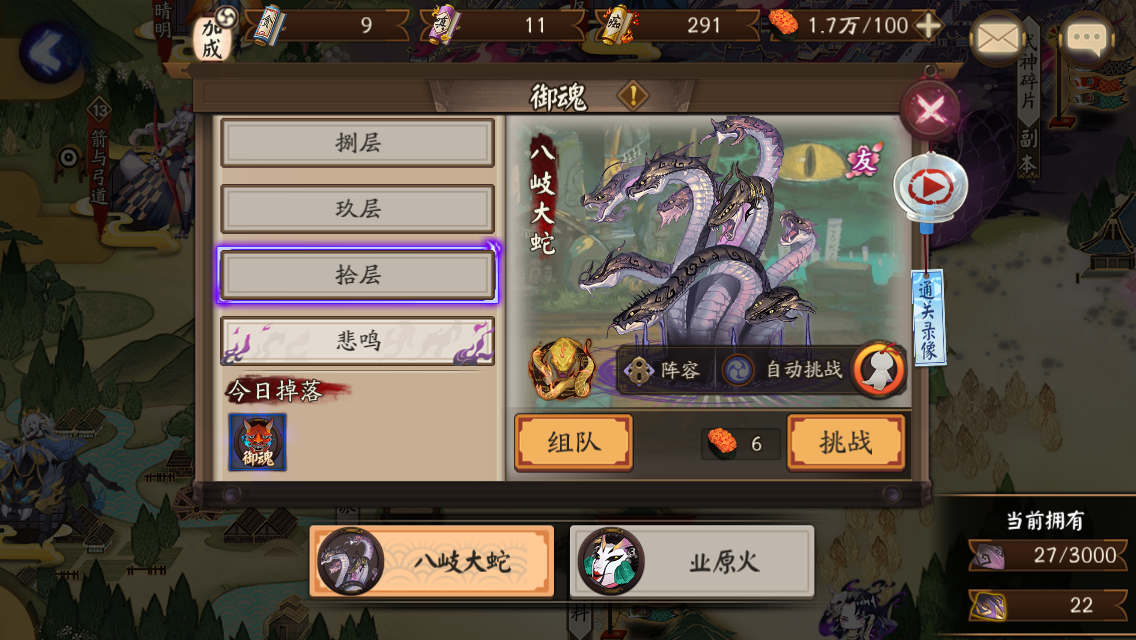 晴明
加成
9
11
291
1.7万/100
式神碎片
副本
13
箭与弓道
御魂
捌层
玖层
拾层
悲鸣
今日掉落
御魂
八岐大蛇
友
阵容
自动挑战
通关录像
组队
6
挑战
八岐大蛇
业原火
当前拥有
27/3000
22